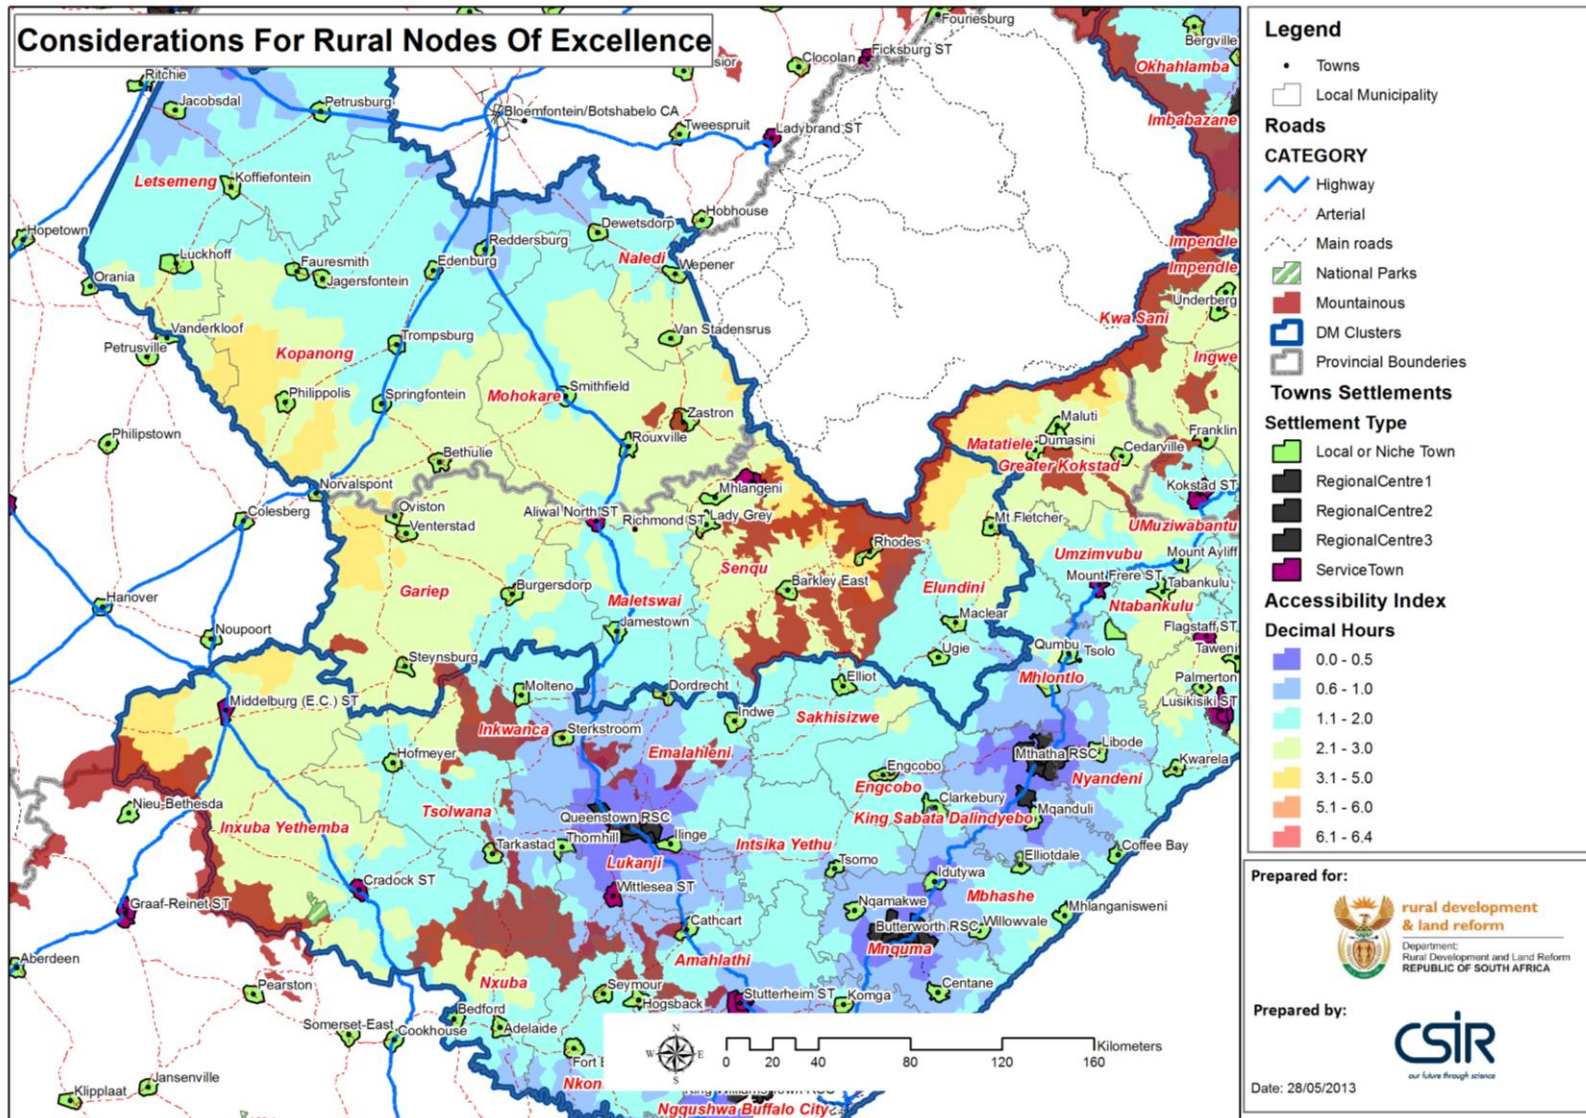 Considerations For Rural Nodes Of Excellence
Fouriesburg
Bergville
Clocolan
Ficksburg ST
Okhahlamba
Ritchie
Jacobsdal
Petrusburg
Bloemfontein/Botshabelo CA
Tweespruit
Ladybrand ST
Imbabazane
Letsemeng
Koffiefontein
Hobhouse
Dewetsdorp
Hopetown
Reddersburg
Impendle
Luckhoff
Fauresmith
Edenburg
Naledi
Wepener
Impendle
Orania
Jagersfontein
Underberg
Kwa Sani
Vanderkloof
Trompsburg
Van Stadensrus
Petrusville
Kopanong
Ingwe
Philippolis
Springfontein
Mohokare
Smithfield
Zastron
Maluti
Philipstown
Rouxville
Matatiele
Dumasini
Cedarville
Franklin
Bethulie
Greater Kokstad
Norvalspont
Mhlangeni
Kokstad ST
Colesberg
Oviston
Venterstad
Aliwal North ST
Richmond ST
Lady Grey
Mt Fletcher
UMuziwabantu
Rhodes
Umzimvubu
Mount Ayliff
Senqu
Mount Frere ST
Hanover
Gariep
Burgersdorp
Maletswai
Barkley East
Elundini
Tabankulu
Ntabankulu
Noupoort
Jamestown
Maclear
Flagstaff ST
Steynsburg
Ugie
Qumbu
Tsolo
Taweni
Middelburg (E.C.) ST
Molteno
Dordrecht
Elliot
Mhlontlo
Palmerton
Indwe
Sakhisizwe
Lusikisiki ST
Inkwanca
Sterkstroom
Emalahleni
Hofmeyer
Mthatha RSC
Libode
Engcobo
Nyandeni
Kwarela
Nieu-Bethesda
Engcobo
Tsolwana
Clarkebury
Mqanduli
Inxuba Yethemba
Queenstown RSC
King Sabata Dalindyebo
Tarkastad
Thornhill
Ilinge
Intsika Yethu
Lukanji
Tsomo
Elliotdale
Coffee Bay
Cradock ST
Wittlesea ST
Idutywa
Mbhashe
Graaf-Reinet ST
Nqamakwe
Mhlanganisweni
Cathcart
Butterworth RSC
Willowvale
Amahlathi
Mnquma
Aberdeen
Nxuba
Pearston
Seymour
Hogsback
Stutterheim ST
Komga
Centane
Bedford
Somerset-East
Cookhouse
Adelaide
Klipplaat
Jansenville
Ngqushwa Buffalo City
N
W E
S
0 20 40 80 120 160
Kilometers
Legend
Towns
Local Municipality
Roads
CATEGORY
Highway
Arterial
Main roads
National Parks
Mountainous
DM Clusters
Provincial Bounderies
Towns Settlements
Settlement Type
Local or Niche Town
RegionalCentre1
RegionalCentre2
RegionalCentre3
ServiceTown
Accessibility Index
Decimal Hours
0.0 - 0.5
0.6 - 1.0
1.1 - 2.0
2.1 - 3.0
3.1 - 5.0
5.1 - 6.0
6.1 - 6.4
Prepared for:
rural development
& land reform
Department:
Rural Development and Land Reform
REPUBLIC OF SOUTH AFRICA
Prepared by:
CSIR
our future through science
Date: 28/05/2013